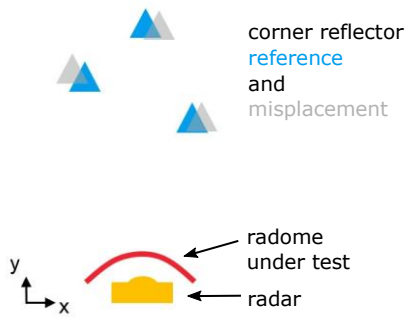 corner reflector
reference
and
misplacement
radome
under test
radar
y
x